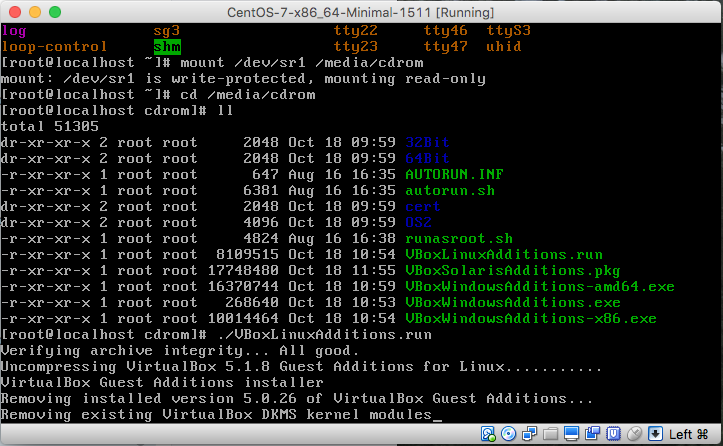 CentOS-7-x86_64-Minimal-1511 [Running]
log sg3 tty22 tty46 ttyS3
loop-control shm tty23 tty47 uhid
[root@localhost ~]# mount /dev/sr1 /media/cdrom
mount: /dev/sr1 is write-protected, mounting read-only
[root@localhost ~]# cd /media/cdrom
[root@localhost cdrom]# ll
total 51305
dr-xr-xr-x 2 root root 2048 Oct 18 09:59 32Bit
dr-xr-xr-x 2 root root 2048 Oct 18 09:59 64Bit
-r-xr-xr-x 1 root root 647 Aug 16 16:35 AUTORUN.INF
-r-xr-xr-x 1 root root 6381 Aug 16 16:35 autorun.sh
dr-xr-xr-x 2 root root 2048 Oct 18 09:59 cert
dr-xr-xr-x 2 root root 4096 Oct 18 09:59 OS2
-r-xr-xr-x 1 root root 4824 Aug 16 16:38 runasroot.sh
-r-xr-xr-x 1 root root 8109515 Oct 18 10:54 VBoxLinuxAdditions.run
-r-xr-xr-x 1 root root 17748480 Oct 18 11:55 VBoxSolarisAdditions.pkg
-r-xr-xr-x 1 root root 16370744 Oct 18 10:59 VBoxWindowsAdditions-amd64.exe
-r-xr-xr-x 1 root root 268640 Oct 18 10:53 VBoxWindowsAdditions.exe
-r-xr-xr-x 1 root root 10014464 Oct 18 10:54 VBoxWindowsAdditions-x86.exe
[root@localhost cdrom]# ./VBoxLinuxAdditions.run
Verifying archive integrity... All good.
Uncompressing VirtualBox 5.1.8 Guest Additions for Linux...........
VirtualBox Guest Additions installer
Removing installed version 5.0.26 of VirtualBox Guest Additions...
Removing existing VirtualBox DKMS kernel modules_
Left ⌘